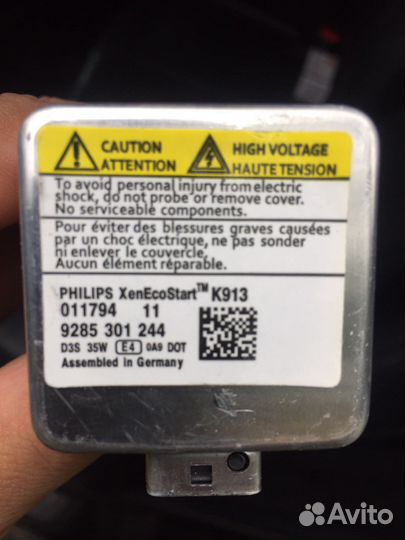 CAUTION
ATTENTION
HIGH VOLTAGE
HAUTE TENSION
To avoid personal injury from electric
shock, do not probe or remove cover.
No serviceable components.
Pour éviter des blessures graves causées
par un choc électrique, ne pas sonder
ni enlever le couvercle,
Aucun élément réparable.
PHILIPS XenEcoStart™ K913
011794 11
9285 301 244
D3S 35W E4 0A9 DOT
Assembled in Germany
Avito